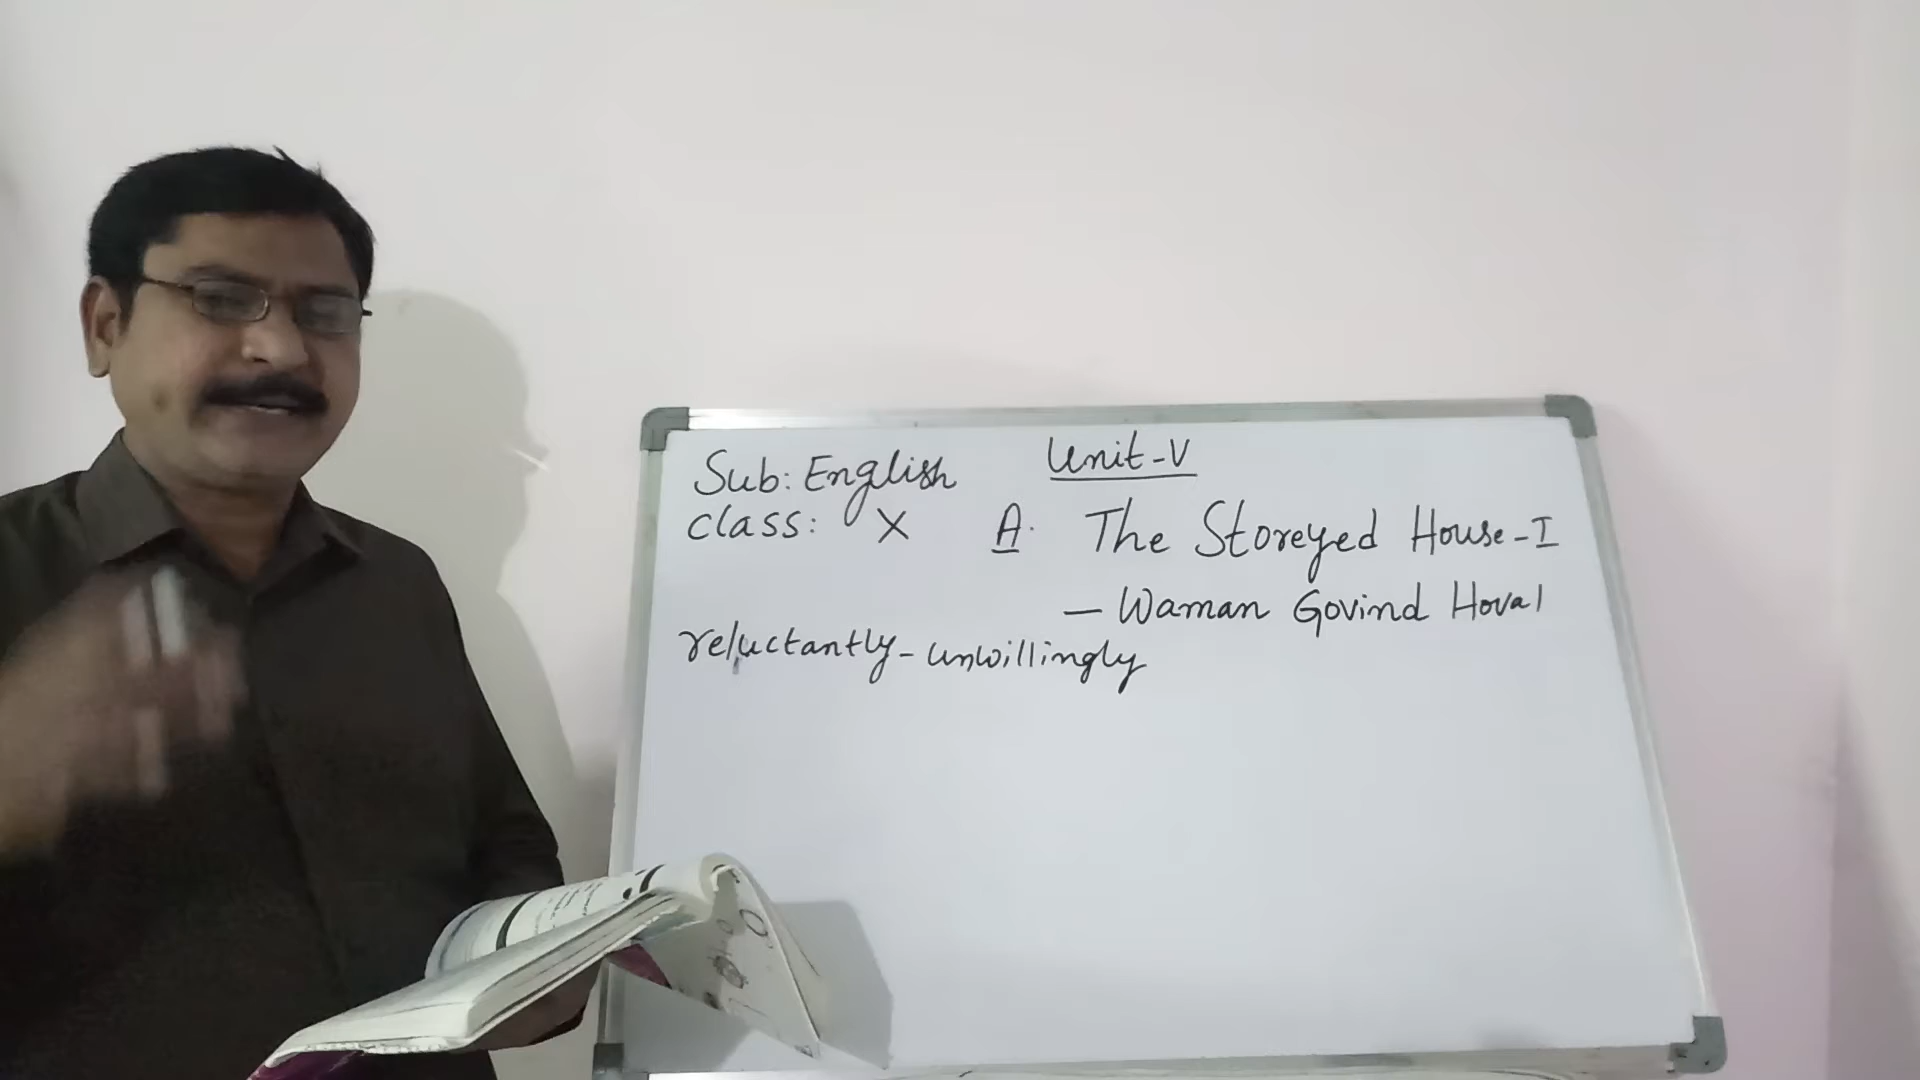 Sub: English Unit-V
Class: X A. The Storeyed House-I
— Waman Govind Hoval
reluctantly-unwillingly